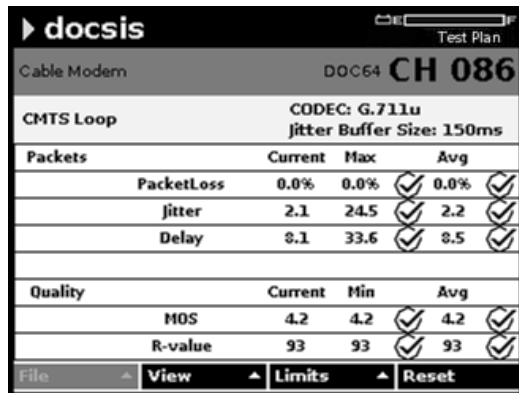 docsis
E F
Test Plan
Cable Modem DOC64 CH 086
CMTS Loop CODEC: G.711u
Jitter Buffer Size: 150ms
Packets Current Max Avg
PacketLoss 0.0% 0.0% 0.0%
Jitter 2.1 24.5 2.2
Delay 8.1 33.6 8.5
Quality Current Min Avg
MOS 4.2 4.2 4.2
R-value 93 93 93
File View Limits Reset